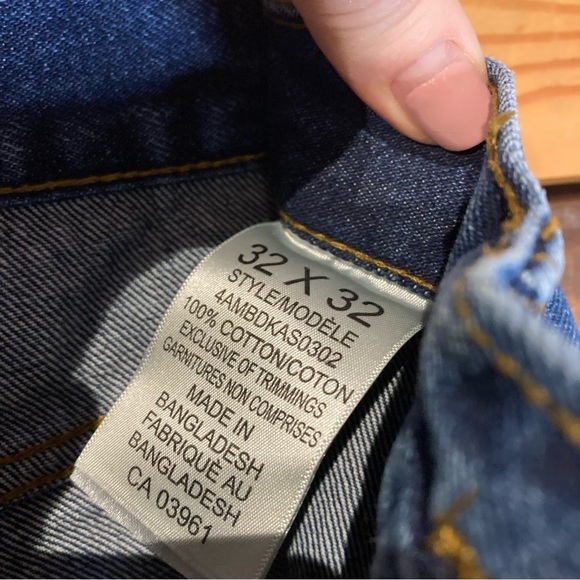 32 X 32
STYLE/MODÈLE
4AMBDKAS0302
100% COTTON/COTON
EXCLUSIVE OF TRIMMINGS
GARNITURES NON COMPRISES
MADE IN
BANGLADESH
FABRIQUÉ AU
BANGLADESH
CA 03961